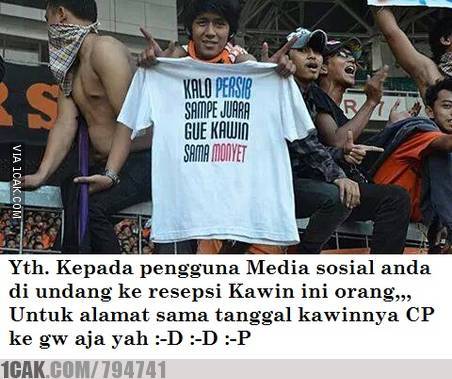 KALO PERSIB
SAMPE JUARA
GUE KAWIN
SAMA MONYET
VIA 1CAK.COM
Yth. Kepada pengguna Media sosial anda
di undang ke resepsi Kawin ini orang,,,
Untuk alamat sama tanggal kawinnya CP
ke gw aja yah :-D :-D :-P
1CAK.COM/794741